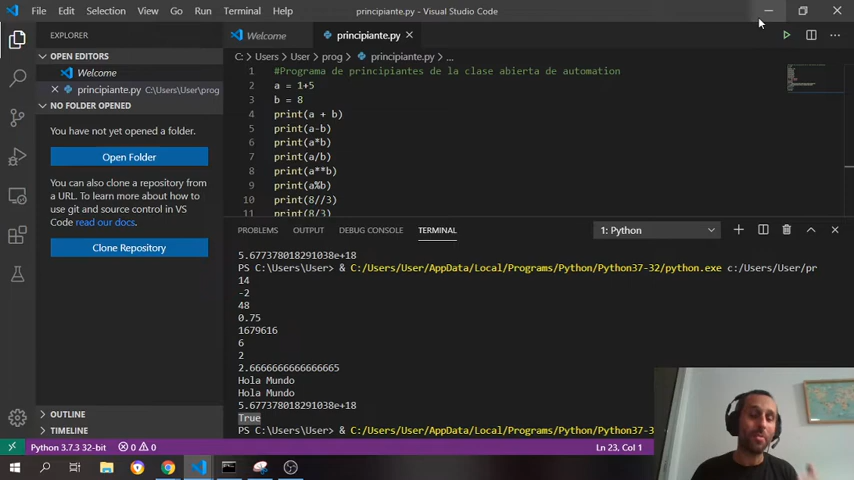 File Edit Selection View Go Run Terminal Help principiante.py - Visual Studio Code
EXPLORER
OPEN EDITORS
Welcome
principiante.py C:\Users\User\prog
NO FOLDER OPENED
You have not yet opened a folder.
Open Folder
You can also clone a repository from
a URL. To learn more about how to
use git and source control in VS
Code read our docs.
Clone Repository
OUTLINE
TIMELINE
Welcome principiante.py
C: > Users > User > prog > principiante.py > ...
1 #Programa de principiantes de la clase abierta de automation
2 a = 1+5
3 b = 8
4 print(a + b)
5 print(a-b)
6 print(a*b)
7 print(a/b)
8 print(a**b)
9 print(a%b)
10 print(8//3)
11 print(8/3)
PROBLEMS OUTPUT DEBUG CONSOLE TERMINAL 1: Python
5.677378018291038e+18
PS C:\Users\User> & C:/Users/User/AppData/Local/Programs/Python/Python37-32/python.exe c:/Users/User/pr
14
-2
48
0.75
1679616
6
2
2.6666666666666665
Hola Mundo
Hola Mundo
5.677378018291038e+18
True
PS C:\Users\User> & C:/Users/User/AppData/Local/Programs/Python/Python37-3
Python 3.7.3 32-bit 0 0 Ln 23, Col 1